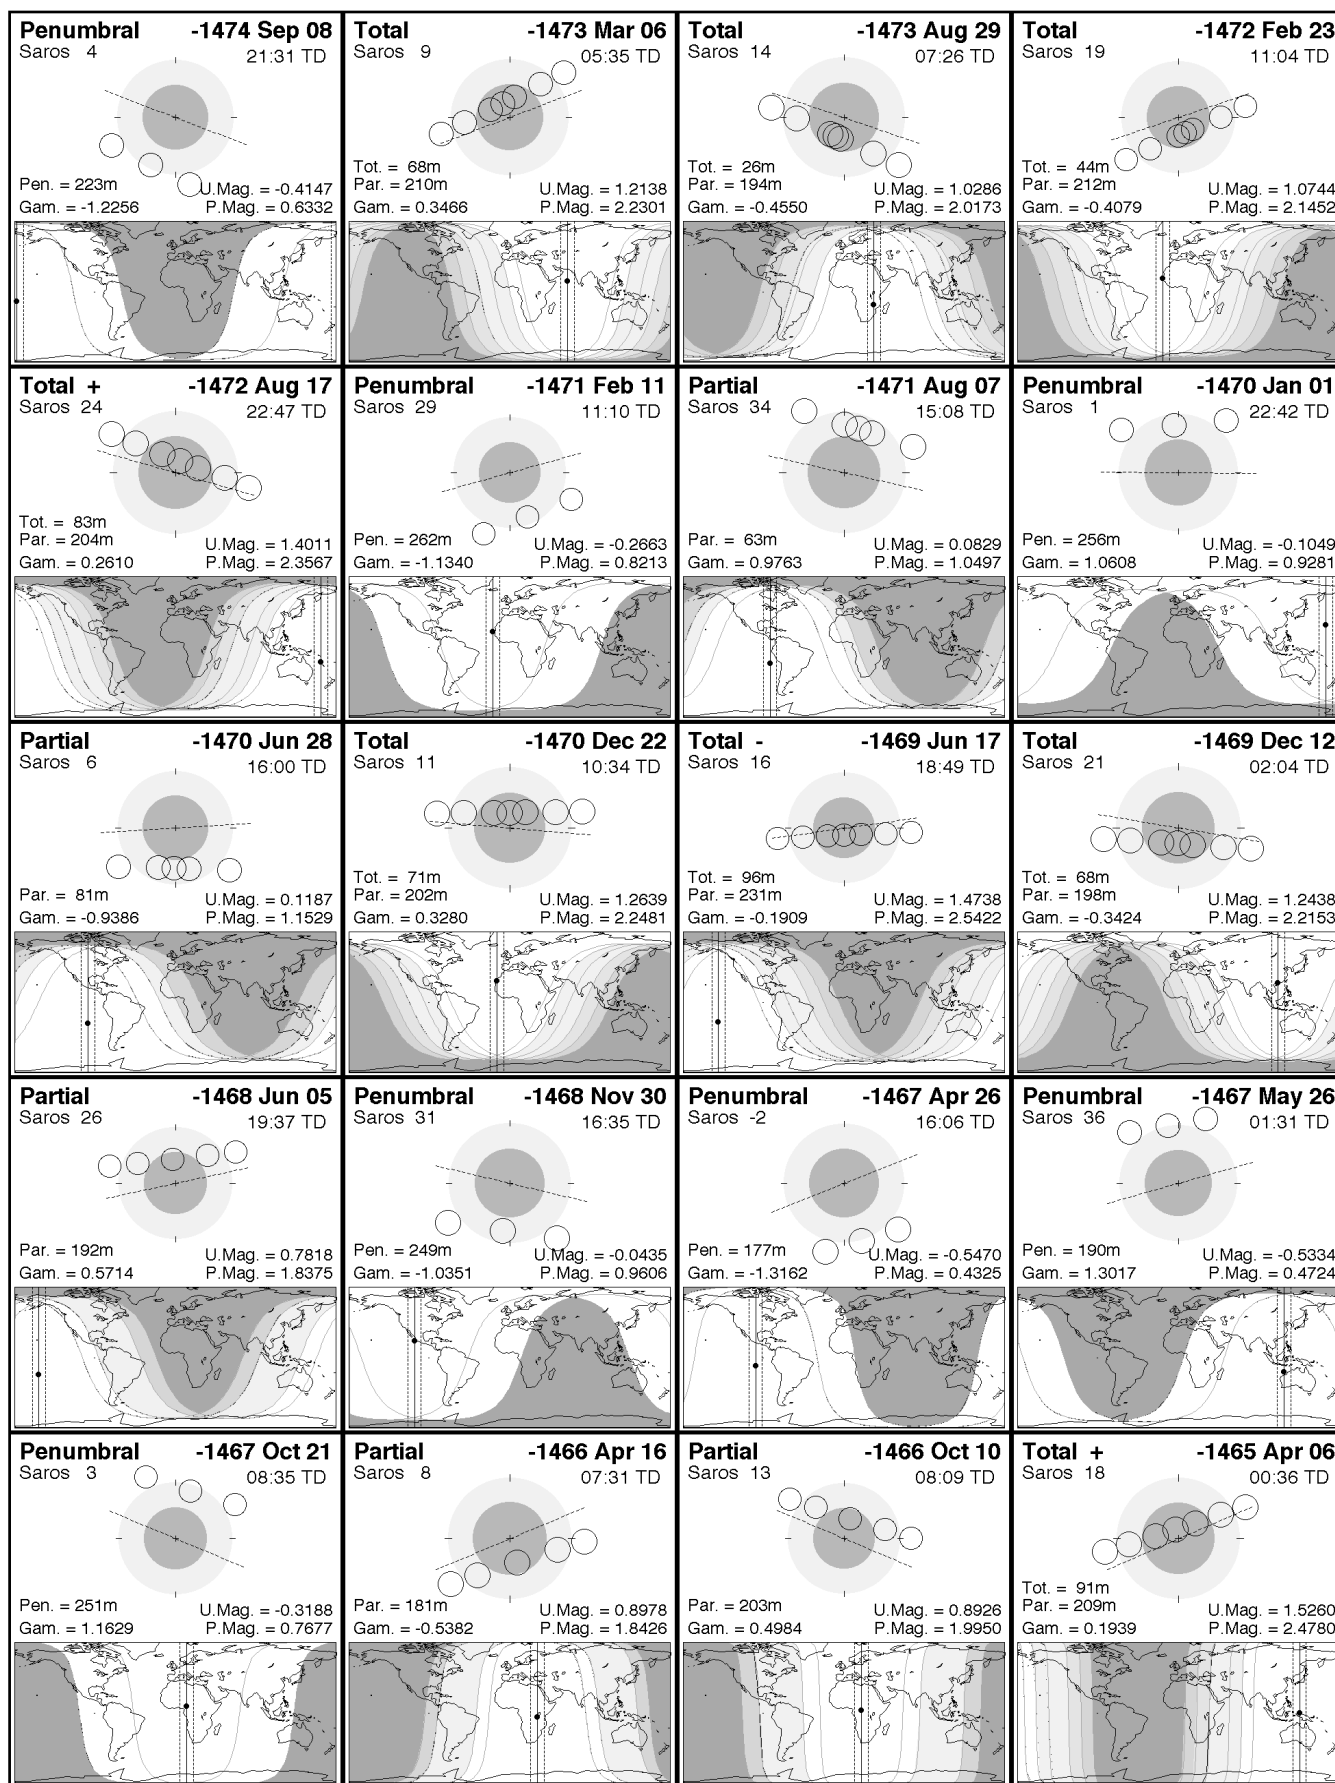 Penumbral -1474 Sep 08
Saros 4 21:31 TD
Pen. = 223m U.Mag. = -0.4147
Gam. = -1.2256 P.Mag. = 0.6332
Total -1473 Mar 06
Saros 9 05:35 TD
Tot. = 68m
Par. = 210m U.Mag. = 1.2138
Gam. = 0.3466 P.Mag. = 2.2301
Total -1473 Aug 29
Saros 14 07:26 TD
Tot. = 26m
Par. = 194m U.Mag. = 1.0286
Gam. = -0.4550 P.Mag. = 2.0173
Total -1472 Feb 23
Saros 19 11:04 TD
Tot. = 44m
Par. = 212m U.Mag. = 1.0744
Gam. = -0.4079 P.Mag. = 2.1452
Total + -1472 Aug 17
Saros 24 22:47 TD
Tot. = 83m
Par. = 204m U.Mag. = 1.4011
Gam. = 0.2610 P.Mag. = 2.3567
Penumbral -1471 Feb 11
Saros 29 11:10 TD
Pen. = 262m U.Mag. = -0.2663
Gam. = -1.1340 P.Mag. = 0.8213
Partial -1471 Aug 07
Saros 34 15:08 TD
Par. = 63m U.Mag. = 0.0829
Gam. = 0.9763 P.Mag. = 1.0497
Penumbral -1470 Jan 01
Saros 1 22:42 TD
Pen. = 256m U.Mag. = -0.1049
Gam. = 1.0608 P.Mag. = 0.9281
Partial -1470 Jun 28
Saros 6 16:00 TD
Par. = 81m U.Mag. = 0.1187
Gam. = -0.9386 P.Mag. = 1.1529
Total -1470 Dec 22
Saros 11 10:34 TD
Tot. = 71m
Par. = 202m U.Mag. = 1.2639
Gam. = 0.3280 P.Mag. = 2.2481
Total - -1469 Jun 17
Saros 16 18:49 TD
Tot. = 96m
Par. = 231m U.Mag. = 1.4738
Gam. = -0.1909 P.Mag. = 2.5422
Total -1469 Dec 12
Saros 21 02:04 TD
Tot. = 68m
Par. = 198m U.Mag. = 1.2438
Gam. = -0.3424 P.Mag. = 2.2153
Partial -1468 Jun 05
Saros 26 19:37 TD
Par. = 192m U.Mag. = 0.7818
Gam. = 0.5714 P.Mag. = 1.8375
Penumbral -1468 Nov 30
Saros 31 16:35 TD
Pen. = 249m U.Mag. = -0.0435
Gam. = -1.0351 P.Mag. = 0.9606
Penumbral -1467 Apr 26
Saros -2 16:06 TD
Pen. = 177m U.Mag. = -0.5470
Gam. = -1.3162 P.Mag. = 0.4325
Penumbral -1467 May 26
Saros 36 01:31 TD
Pen. = 190m U.Mag. = -0.5334
Gam. = 1.3017 P.Mag. = 0.4724
Penumbral -1467 Oct 21
Saros 3 08:35 TD
Pen. = 251m U.Mag. = -0.3188
Gam. = 1.1629 P.Mag. = 0.7677
Partial -1466 Apr 16
Saros 8 07:31 TD
Par. = 181m U.Mag. = 0.8978
Gam. = -0.5382 P.Mag. = 1.8426
Partial -1466 Oct 10
Saros 13 08:09 TD
Par. = 203m U.Mag. = 0.8926
Gam. = 0.4984 P.Mag. = 1.9950
Total + -1465 Apr 06
Saros 18 00:36 TD
Tot. = 91m
Par. = 209m U.Mag. = 1.5260
Gam. = 0.1939 P.Mag. = 2.4780